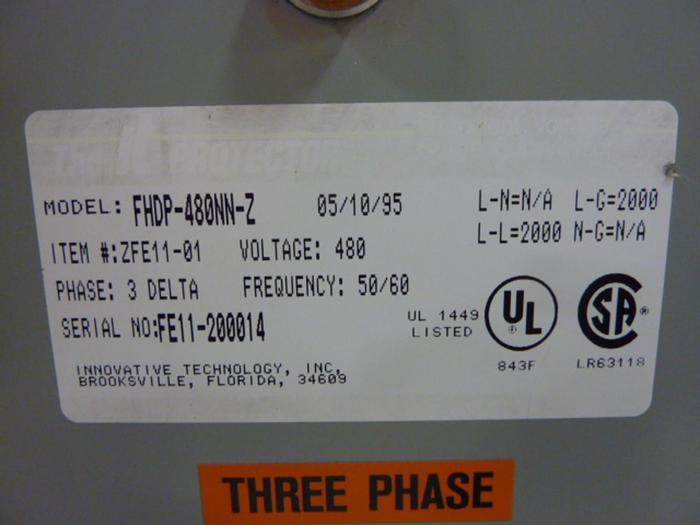 The it PROTECTOR
MODEL: FHDP-480NN-Z 05/10/95 L-N=N/A L-G=2000
L-L=2000 N-G=N/A
ITEM #:ZFE11-01 VOLTAGE: 480
PHASE: 3 DELTA FREQUENCY: 50/60
SERIAL NO:FE11-200014
UL 1449
LISTED
UL
843F
SA ®
LR63118
INNOVATIVE TECHNOLOGY, INC.
BROOKSVILLE, FLORIDA, 34609
THREE PHASE